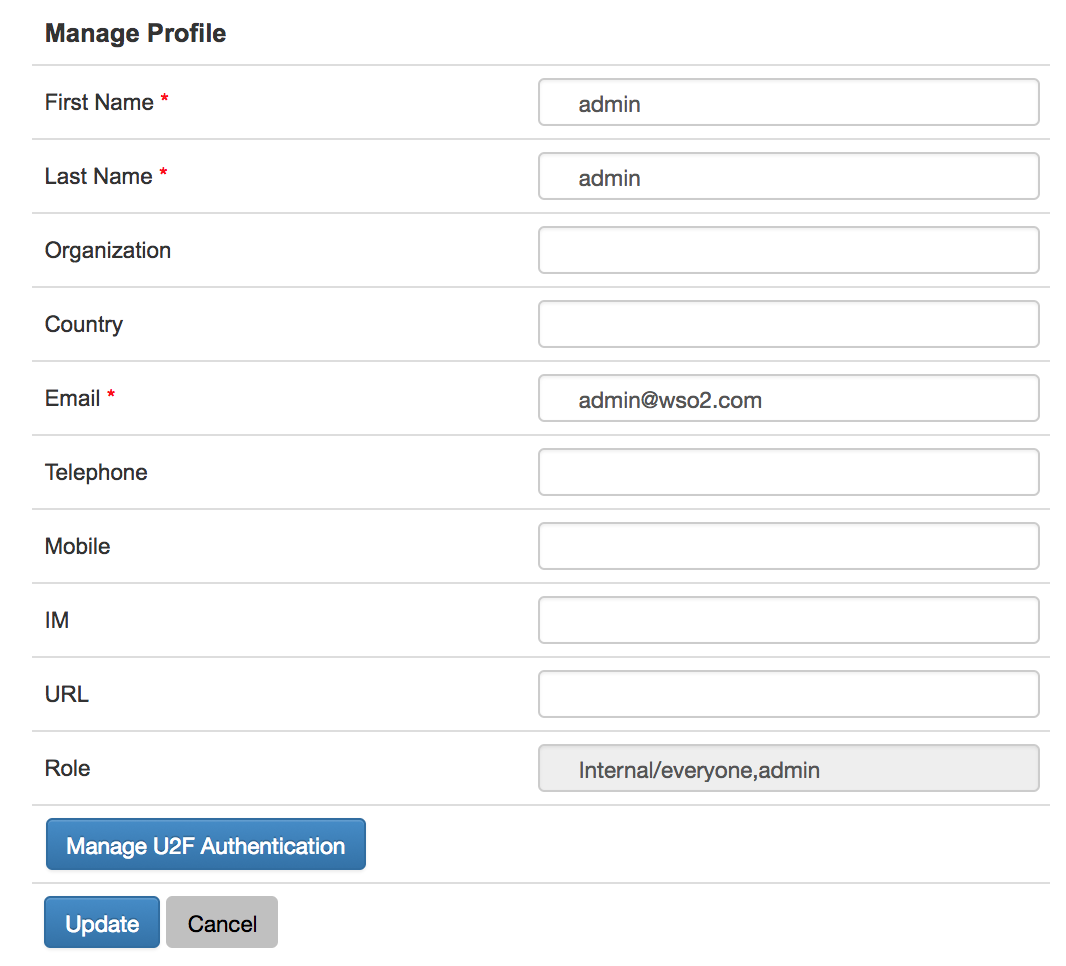 Manage Profile
First Name *
admin
Last Name *
admin
Organization
Country
Email *
admin@wso2.com
Telephone
Mobile
IM
URL
Role
Internal/everyone,admin
Manage U2F Authentication
Update Cancel